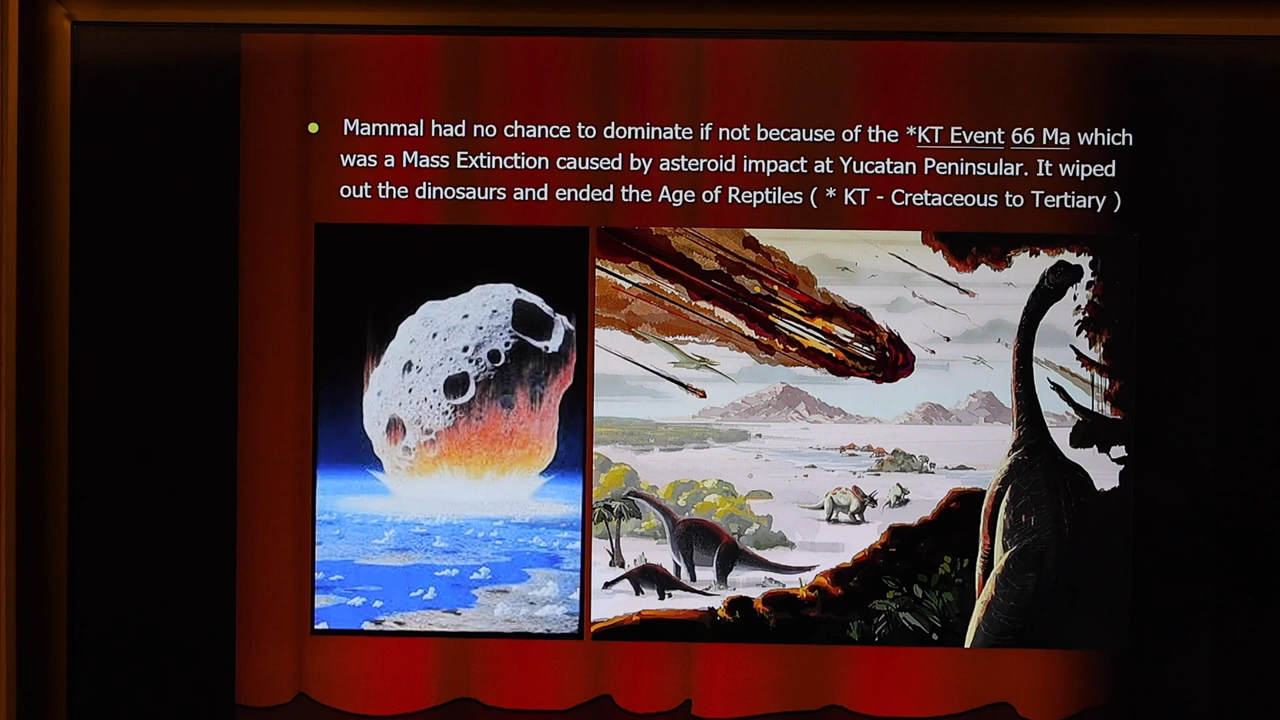 Mammal had no chance to dominate if not because of the *KT Event 66 Ma which
was a Mass Extinction caused by asteroid impact at Yucatan Peninsular. It wiped
out the dinosaurs and ended the Age of Reptiles ( * KT - Cretaceous to Tertiary )